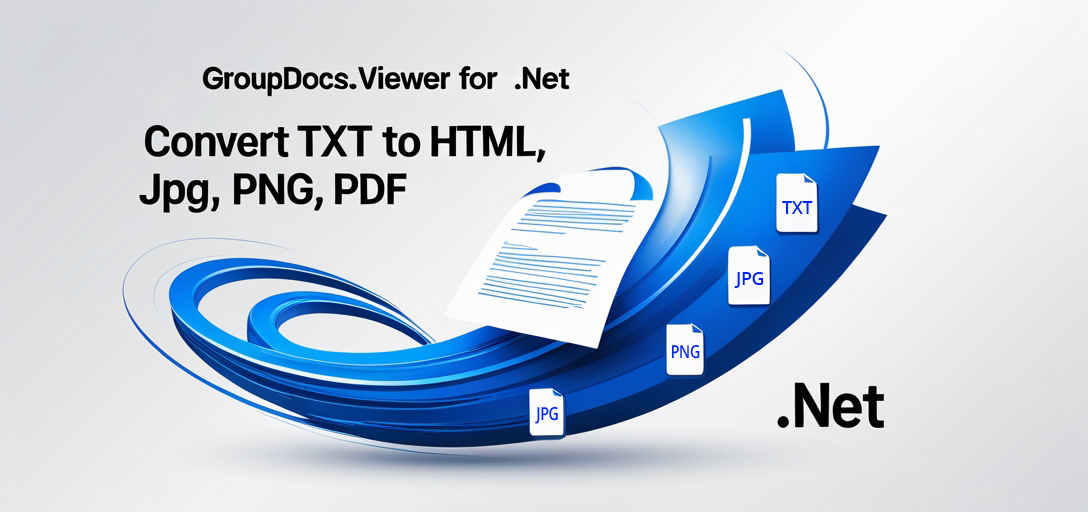 GroupDocs.Viewer for .Net
Convert TXT to HTML,
Jpg, PNG, PDF
TXT
JPG
PNG
JPG
.Net